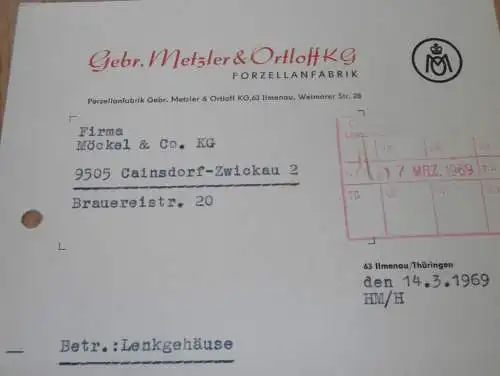 Gebr. Metzler & Ortloff KG
PORZELLANFABRIK
Porzellanfabrik Gebr. Metzler & Ortloff KG, 63 Ilmenau, Weimarer Str. 28
Firma
Möckel & Co. KG
9505 Cainsdorf-Zwickau 2
Brauereistr. 20
17 MRZ. 1969
63 Ilmenau/Thüringen
den 14.3.1969
HM/H
Betr.:Lenkgehäuse